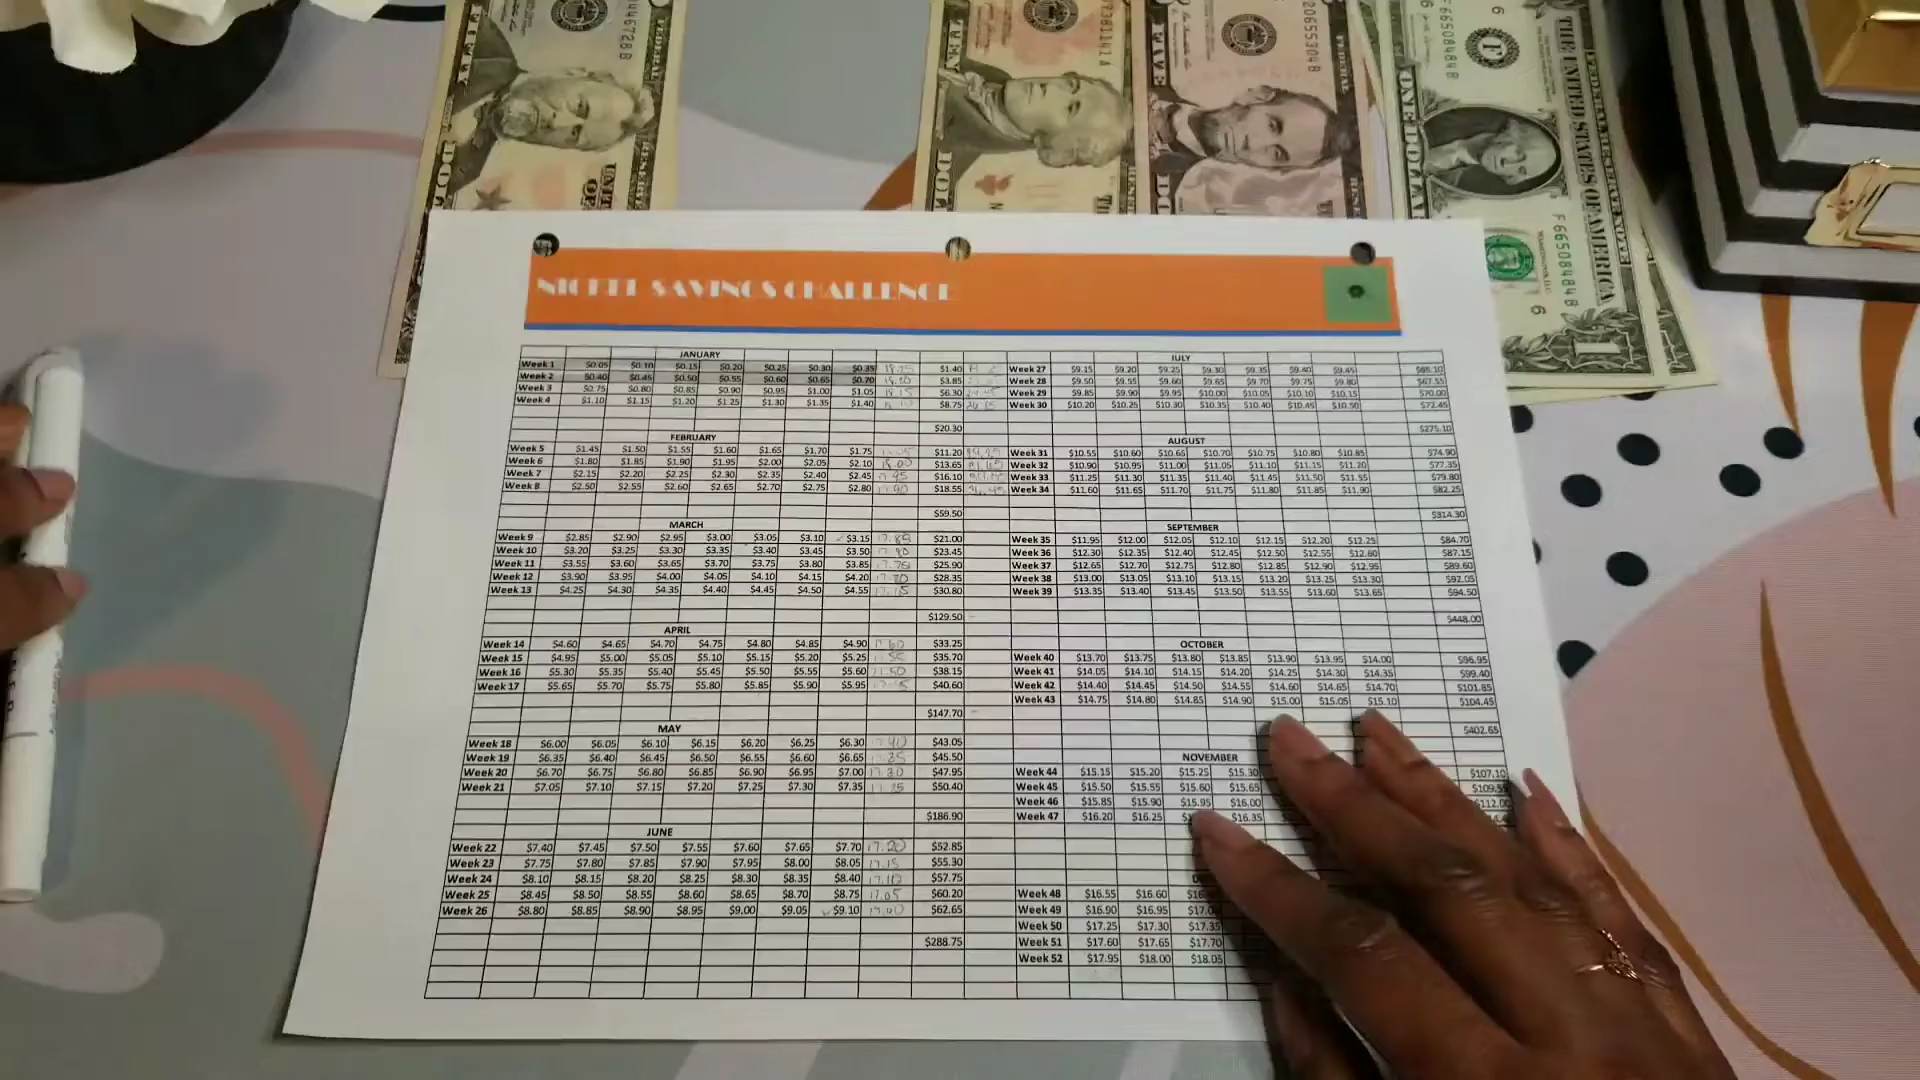 NICKEL SAVINGS CHALLENGE
JANUARY
Week 1 $0.05 $0.10 $0.15 $0.20 $0.25 $0.30 $0.35 $1.40
Week 2 $0.40 $0.45 $0.50 $0.55 $0.60 $0.65 $0.70 $3.85
Week 3 $0.75 $0.80 $0.85 $0.90 $0.95 $1.00 $1.05 $6.30
Week 4 $1.10 $1.15 $1.20 $1.25 $1.30 $1.35 $1.40 $8.75
$20.30
FEBRUARY
Week 5 $1.45 $1.50 $1.55 $1.60 $1.65 $1.70 $1.75 $11.20
Week 6 $1.80 $1.85 $1.90 $1.95 $2.00 $2.05 $2.10 18.00 $13.65
Week 7 $2.15 $2.20 $2.25 $2.30 $2.35 $2.40 $2.45 $16.10
Week 8 $2.50 $2.55 $2.60 $2.65 $2.70 $2.75 $2.80 $18.55
$59.50
MARCH
Week 9 $2.85 $2.90 $2.95 $3.00 $3.05 $3.10 $3.15 17.85 $21.00
Week 10 $3.20 $3.25 $3.30 $3.35 $3.40 $3.45 $3.50 $23.45
Week 11 $3.55 $3.60 $3.65 $3.70 $3.75 $3.80 $3.85 $25.90
Week 12 $3.90 $3.95 $4.00 $4.05 $4.10 $4.15 $4.20 $28.35
Week 13 $4.25 $4.30 $4.35 $4.40 $4.45 $4.50 $4.55 $30.80
$129.50
APRIL
Week 14 $4.60 $4.65 $4.70 $4.75 $4.80 $4.85 $4.90 $33.25
Week 15 $4.95 $5.00 $5.05 $5.10 $5.15 $5.20 $5.25 $35.70
Week 16 $5.30 $5.35 $5.40 $5.45 $5.50 $5.55 $5.60 $38.15
Week 17 $5.65 $5.70 $5.75 $5.80 $5.85 $5.90 $5.95 $40.60
$147.70
MAY
Week 18 $6.00 $6.05 $6.10 $6.15 $6.20 $6.25 $6.30 $43.05
Week 19 $6.35 $6.40 $6.45 $6.50 $6.55 $6.60 $6.65 $45.50
Week 20 $6.70 $6.75 $6.80 $6.85 $6.90 $6.95 $7.00 17.30 $47.95
Week 21 $7.05 $7.10 $7.15 $7.20 $7.25 $7.30 $7.35 $50.40
$186.90
JUNE
Week 22 $7.40 $7.45 $7.50 $7.55 $7.60 $7.65 $7.70 17.20 $52.85
Week 23 $7.75 $7.80 $7.85 $7.90 $7.95 $8.00 $8.05 17.15 $55.30
Week 24 $8.10 $8.15 $8.20 $8.25 $8.30 $8.35 $8.40 17.10 $57.75
Week 25 $8.45 $8.50 $8.55 $8.60 $8.65 $8.70 $8.75 17.05 $60.20
Week 26 $8.80 $8.85 $8.90 $8.95 $9.00 $9.05 $9.10 $62.65
$288.75
JULY
Week 27 $9.15 $9.20 $9.25 $9.30 $9.35 $9.40 $9.45 $65.10
Week 28 $9.50 $9.55 $9.60 $9.65 $9.70 $9.75 $9.80 $67.55
Week 29 $9.85 $9.90 $9.95 $10.00 $10.05 $10.10 $10.15 $70.00
Week 30 $10.20 $10.25 $10.30 $10.35 $10.40 $10.45 $10.50 $72.45
$275.10
AUGUST
Week 31 $10.55 $10.60 $10.65 $10.70 $10.75 $10.80 $10.85 $74.90
Week 32 $10.90 $10.95 $11.00 $11.05 $11.10 $11.15 $11.20 $77.35
Week 33 $11.25 $11.30 $11.35 $11.40 $11.45 $11.50 $11.55 $79.80
Week 34 $11.60 $11.65 $11.70 $11.75 $11.80 $11.85 $11.90 $82.25
$314.30
SEPTEMBER
Week 35 $11.95 $12.00 $12.05 $12.10 $12.15 $12.20 $12.25 $84.70
Week 36 $12.30 $12.35 $12.40 $12.45 $12.50 $12.55 $12.60 $87.15
Week 37 $12.65 $12.70 $12.75 $12.80 $12.85 $12.90 $12.95 $89.60
Week 38 $13.00 $13.05 $13.10 $13.15 $13.20 $13.25 $13.30 $92.05
Week 39 $13.35 $13.40 $13.45 $13.50 $13.55 $13.60 $13.65 $94.50
$448.00
OCTOBER
Week 40 $13.70 $13.75 $13.80 $13.85 $13.90 $13.95 $14.00 $96.95
Week 41 $14.05 $14.10 $14.15 $14.20 $14.25 $14.30 $14.35 $99.40
Week 42 $14.40 $14.45 $14.50 $14.55 $14.60 $14.65 $14.70 $101.85
Week 43 $14.75 $14.80 $14.85 $14.90 $15.00 $15.05 $15.10 $104.45
$402.65
NOVEMBER
Week 44 $15.15 $15.20 $15.25 $15.30 $107.10
Week 45 $15.50 $15.55 $15.60 $15.65
Week 46 $15.85 $15.90 $15.95 $16.00 $112.00
Week 47 $16.20 $16.25 $16.35
Week 48 $16.55 $16.60
Week 49 $16.90 $16.95
Week 50 $17.25 $17.30 $17.35
Week 51 $17.60 $17.65 $17.70
Week 52 $17.95 $18.00 $18.05
THE UNITED STATES OF AMERICA
ONE DOLLAR
F 66508484 B